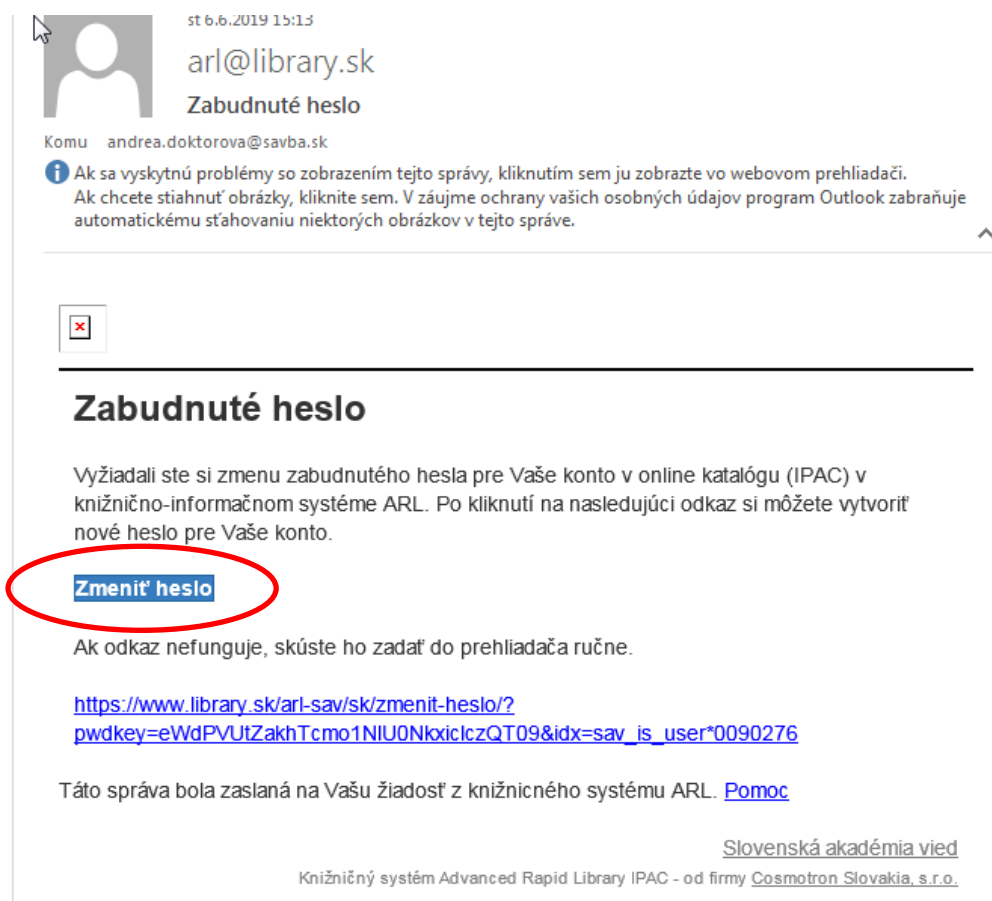 st 6.6.2019 15:13
arl@library.sk
Zabudnuté heslo
Komu andrea.doktorova@savba.sk
Ak sa vyskytnú problémy so zobrazením tejto správy, kliknutím sem ju zobrazte vo webovom prehliadači.
Ak chcete stiahnuť obrázky, kliknite sem. V záujme ochrany vašich osobných údajov program Outlook zabraňuje
automatickému sťahovaniu niektorých obrázkov v tejto správe.
Zabudnuté heslo
Vyžiadali ste si zmenu zabudnutého hesla pre Vaše konto v online katalógu (IPAC) v
knižnično-informačnom systéme ARL. Po kliknutí na nasledujúci odkaz si môžete vytvoriť
nové heslo pre Vaše konto.
Zmeniť heslo
Ak odkaz nefunguje, skúste ho zadať do prehliadača ručne.
https://www.library.sk/arl-sav/sk/zmenit-heslo/?
pwdkey=eWdPVUtZakhTcmo1NlU0NkxicIczQT09&idx=sav_is_user*0090276
Táto správa bola zaslaná na Vašu žiadosť z knižnicného systému ARL. Pomoc
Slovenská akadémia vied
Knižničný systém Advanced Rapid Library IPAC - od firmy Cosmotron Slovakia, s.r.o.